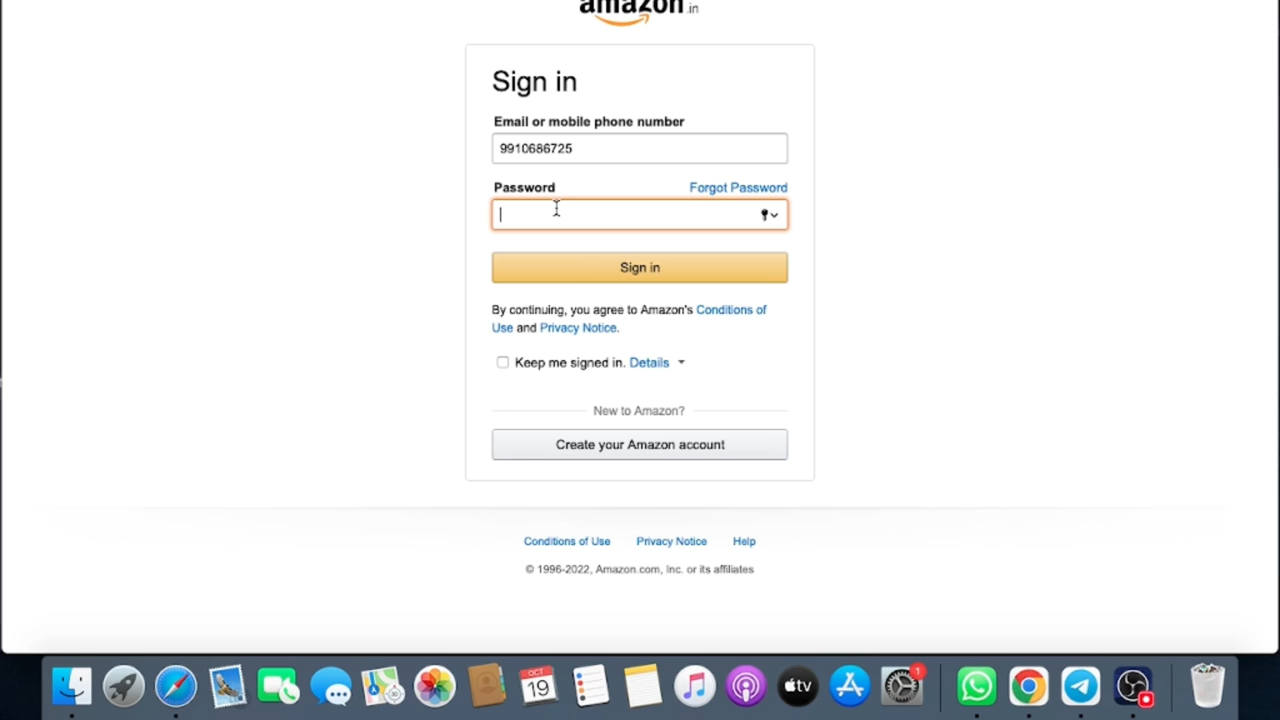 amazon.in
Sign in
Email or mobile phone number
9910686725
Password Forgot Password
Sign in
By continuing, you agree to Amazon's Conditions of
Use and Privacy Notice.
Keep me signed in. Details
New to Amazon?
Create your Amazon account
Conditions of Use Privacy Notice Help
© 1996-2022, Amazon.com, Inc. or its affiliates
OCT
19
tv
1